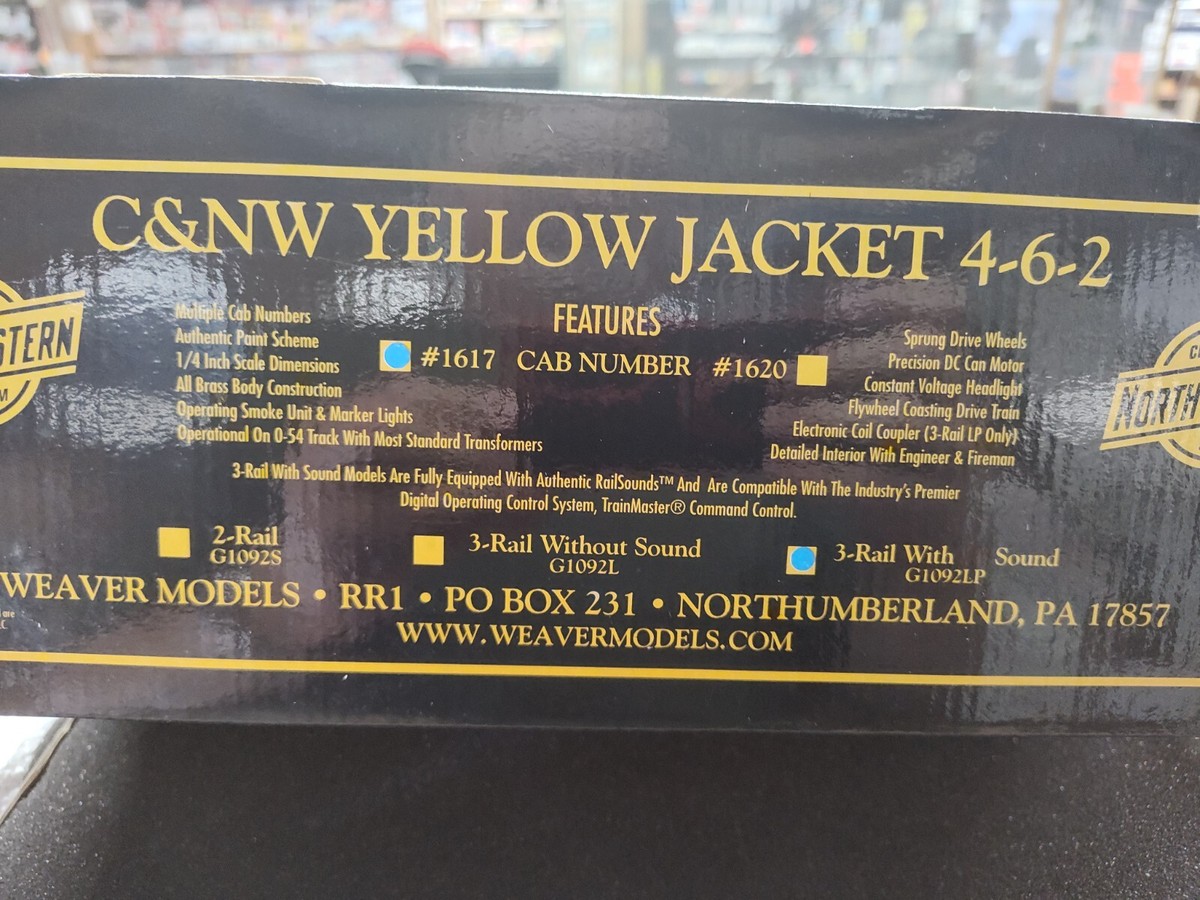 C&NW YELLOW JACKET 4-6-2
FEATURES
Multiple Cab Numbers
Authentic Paint Scheme
1/4 Inch Scale Dimensions
All Brass Body Construction
Operating Smoke Unit & Marker Lights
Operational On 0-54 Track With Most Standard Transformers
#1617 CAB NUMBER #1620
Sprung Drive Wheels
Precision DC Can Motor
Constant Voltage Headlight
Flywheel Coasting Drive Train
Electronic Coil Coupler (3-Rail LP Only)
Detailed Interior With Engineer & Fireman
3-Rail With Sound Models Are Fully Equipped With Authentic RailSounds™ And Are Compatible With The Industry's Premier
Digital Operating Control System, TrainMaster® Command Control.
2-Rail
G1092S
3-Rail Without Sound
G1092L
3-Rail With Sound
G1092LP
WEAVER MODELS • RR1 • PO BOX 231 • NORTHUMBERLAND, PA 17857
WWW.WEAVERMODELS.COM
STERN
NORTH
are